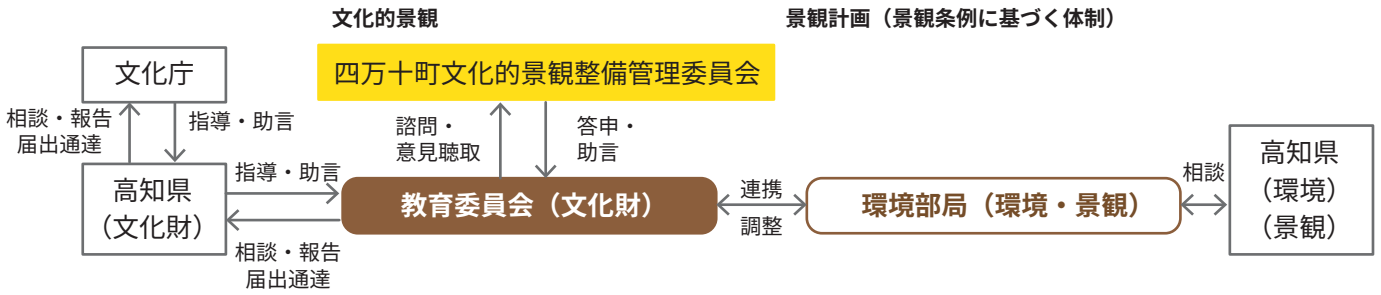 文化的景観
景観計画（景観条例に基づく体制）
文化庁
四万十町文化的景観整備管理委員会
相談・報告
届出通達
指導・助言
諮問・
意見聴取
答申・
助言
高知県
（文化財）
指導・助言
相談・報告
届出通達
教育委員会（文化財）
連携
調整
環境部局（環境・景観）
相談
高知県
（環境）
（景観）